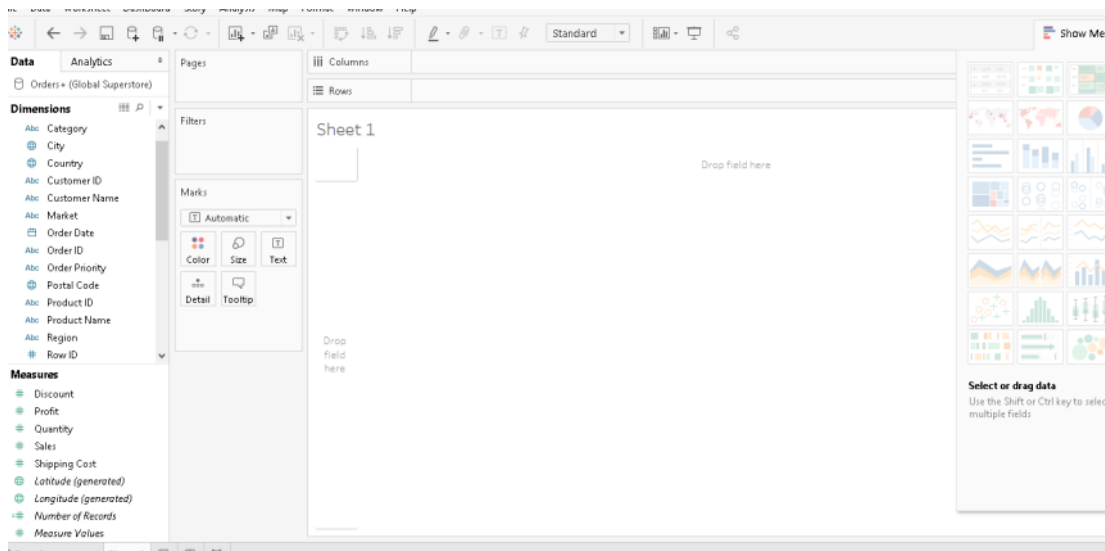 Standard
Show Me
Data
Analytics
Orders+ (Global Superstore)
Dimensions
Abc Category
City
Country
Abc Customer ID
Abc Customer Name
Abc Market
Order Date
Abc Order ID
Abc Order Priority
Postal Code
Abc Product ID
Abc Product Name
Abc Region
# Row ID
Measures
# Discount
# Profit
# Quantity
# Sales
# Shipping Cost
Latitude (generated)
Longitude (generated)
Number of Records
# Measure Values
Pages
Filters
Marks
Automatic
Color
Size
Text
Detail
Tooltip
Columns
Rows
Sheet 1
Drop field here
Drop
field
here
Select or drag data
Use the Shift or Ctrl key to selec
multiple fields